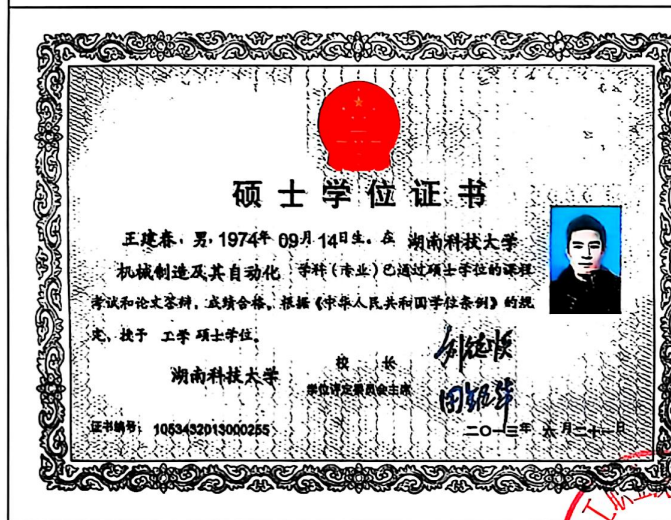 硕士学位证书
王建春，男，1974年 09月 14日生。在 湖南科技大学
机械制造及其自动化 学科（专业）已通过硕士学位的课程
考试和论文答辩，成绩合格。根据《中华人民共和国学位条例》的规
定，授予 工学 硕士学位。
湖南科技大学
校 长
学位评定委员会主席
证书编号：1053432013000255
二〇一三年 六 月二十一日